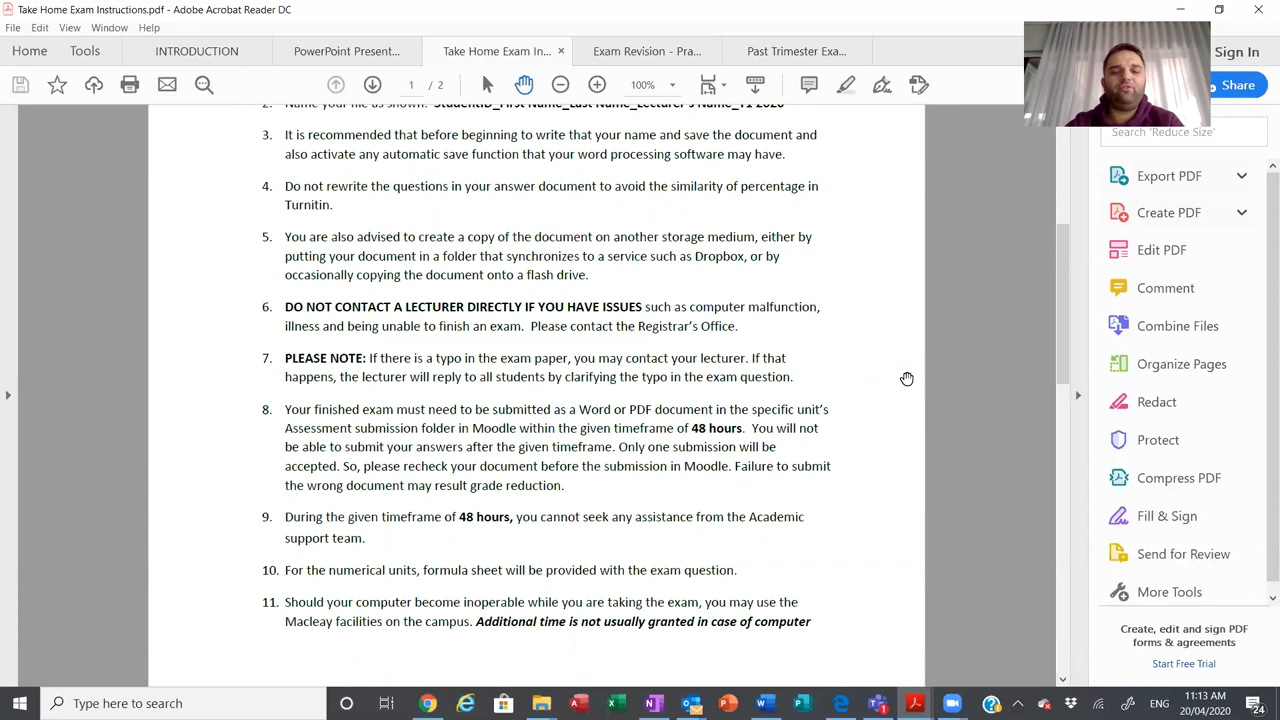 Take Home Exam Instructions.pdf - Adobe Acrobat Reader DC
File Edit View Window Help
Home Tools INTRODUCTION PowerPoint Present... Take Home Exam In... × Exam Revision - Pra... Past Trimester Exa... Sign In
1 / 2 100% Share
2. Name your file as shown: StudentID_First Name_Last Name_Lecturer's Name_T1 2020
3. It is recommended that before beginning to write that your name and save the document and
also activate any automatic save function that your word processing software may have.
4. Do not rewrite the questions in your answer document to avoid the similarity of percentage in
Turnitin.
5. You are also advised to create a copy of the document on another storage medium, either by
putting your document in a folder that synchronizes to a service such as Dropbox, or by
occasionally copying the document onto a flash drive.
6. DO NOT CONTACT A LECTURER DIRECTLY IF YOU HAVE ISSUES such as computer malfunction,
illness and being unable to finish an exam. Please contact the Registrar's Office.
7. PLEASE NOTE: If there is a typo in the exam paper, you may contact your lecturer. If that
happens, the lecturer will reply to all students by clarifying the typo in the exam question.
8. Your finished exam must need to be submitted as a Word or PDF document in the specific unit's
Assessment submission folder in Moodle within the given timeframe of 48 hours. You will not
be able to submit your answers after the given timeframe. Only one submission will be
accepted. So, please recheck your document before the submission in Moodle. Failure to submit
the wrong document may result grade reduction.
9. During the given timeframe of 48 hours, you cannot seek any assistance from the Academic
support team.
10. For the numerical units, formula sheet will be provided with the exam question.
11. Should your computer become inoperable while you are taking the exam, you may use the
Macleay facilities on the campus. Additional time is not usually granted in case of computer
Search 'Reduce Size'
Export PDF
Create PDF
Edit PDF
Comment
Combine Files
Organize Pages
Redact
Protect
Compress PDF
Fill & Sign
Send for Review
More Tools
Create, edit and sign PDF
forms & agreements
Start Free Trial
Type here to search
ENG
11:13 AM
20/04/2020
24